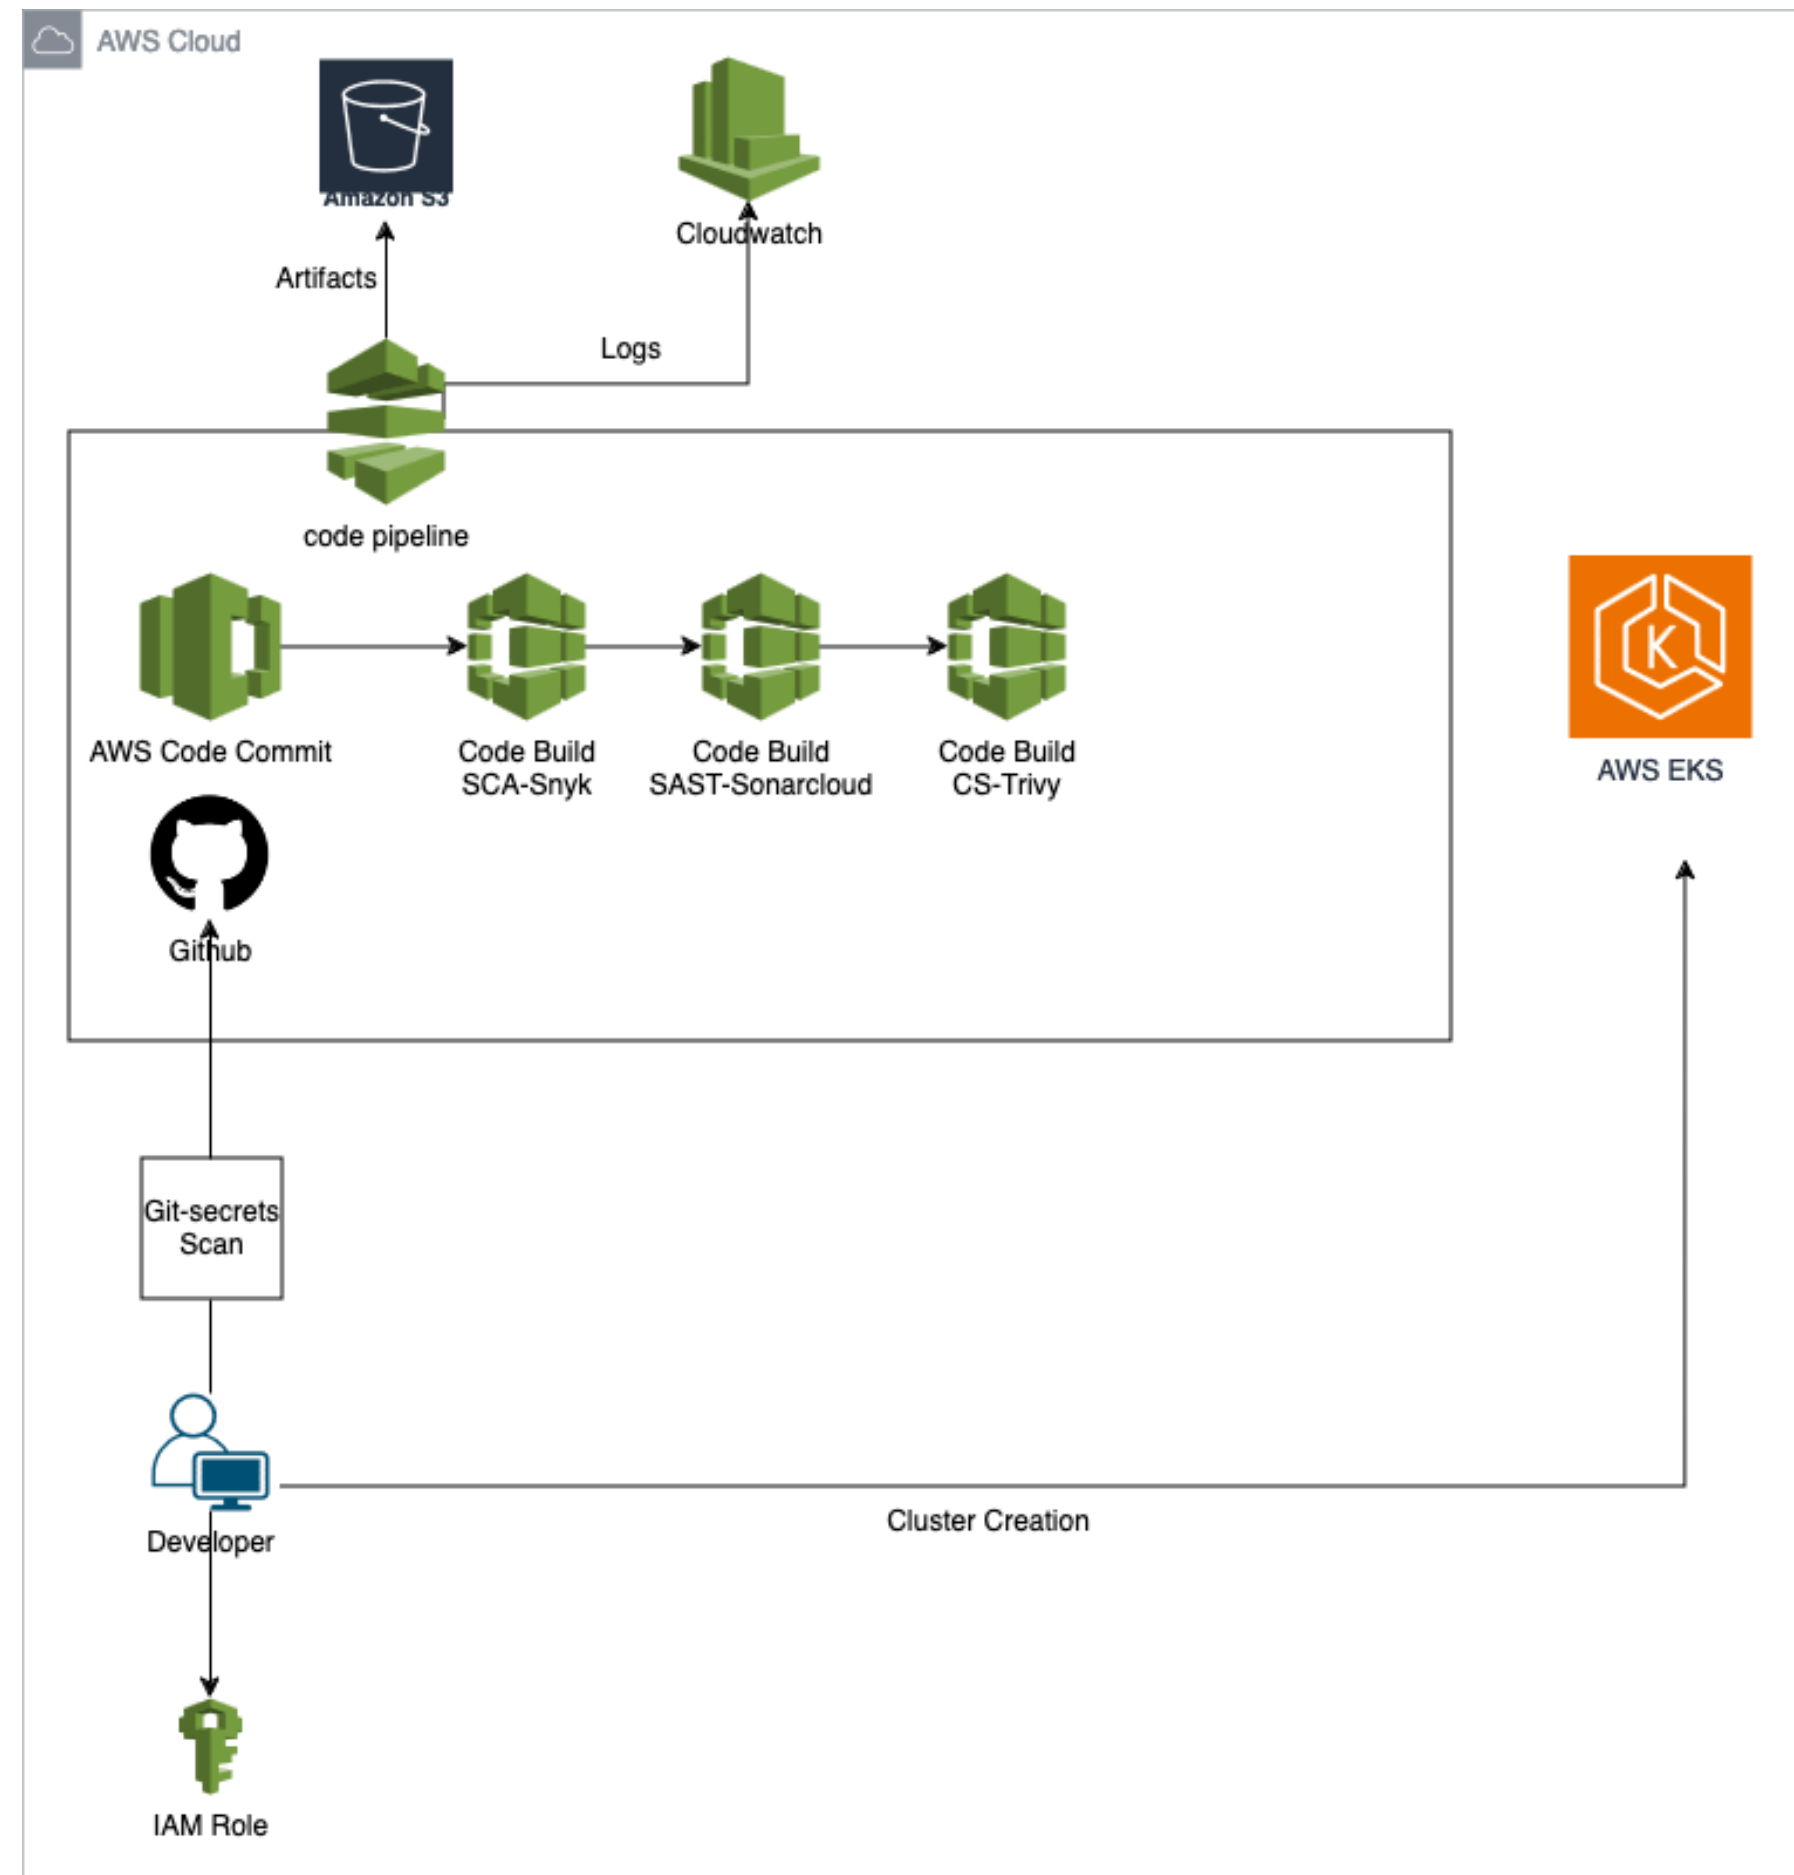 AWS Cloud
Amazon S3
Cloudwatch
Artifacts
Logs
code pipeline
AWS Code Commit
Code Build
SCA-Snyk
Code Build
SAST-Sonarcloud
Code Build
CS-Trivy
K
AWS EKS
Github
Git-secrets
Scan
Developer
Cluster Creation
IAM Role